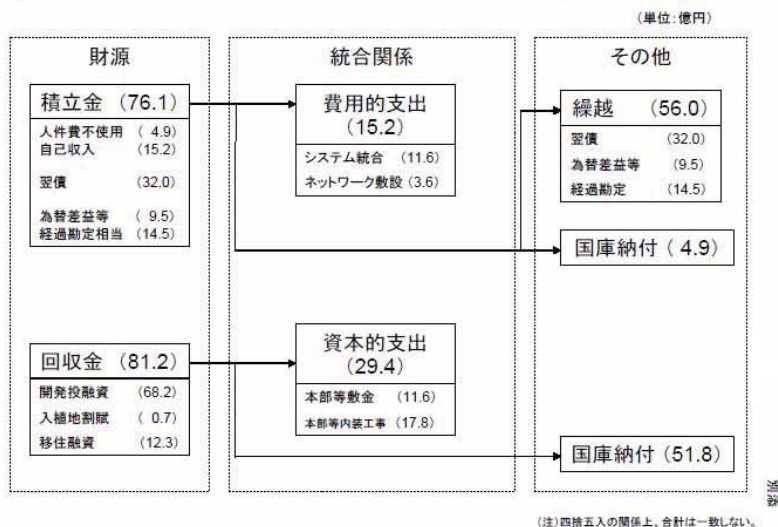 (単位:億円)
財源
積立金 (76.1)
人件費不使用 ( 4.9)
自己収入 (15.2)
翌債 (32.0)
為替差益等 ( 9.5)
経過勘定相当 (14.5)
回収金 (81.2)
開発投融資 (68.2)
入植地割賦 ( 0.7)
移住融資 (12.3)
統合関係
費用的支出
(15.2)
システム統合 (11.6)
ネットワーク敷設 (3.6)
資本的支出
(29.4)
本部等敷金 (11.6)
本部等内装工事 (17.8)
その他
繰越 (56.0)
翌債 (32.0)
為替差益等 (9.5)
経過勘定 (14.5)
国庫納付 ( 4.9)
国庫納付 (51.8)
別添
(注)四捨五入の関係上、合計は一致しない。